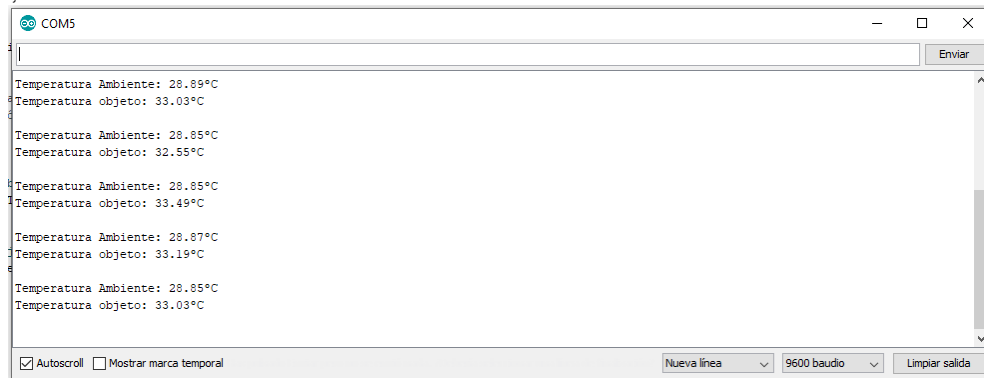 COM5
Enviar
Temperatura Ambiente: 28.89°C
Temperatura objeto: 33.03°C
Temperatura Ambiente: 28.85°C
Temperatura objeto: 32.55°C
Temperatura Ambiente: 28.85°C
Temperatura objeto: 33.49°C
Temperatura Ambiente: 28.87°C
Temperatura objeto: 33.19°C
Temperatura Ambiente: 28.85°C
Temperatura objeto: 33.03°C
Autoscroll Mostrar marca temporal Nueva línea 9600 baudio Limpiar salida